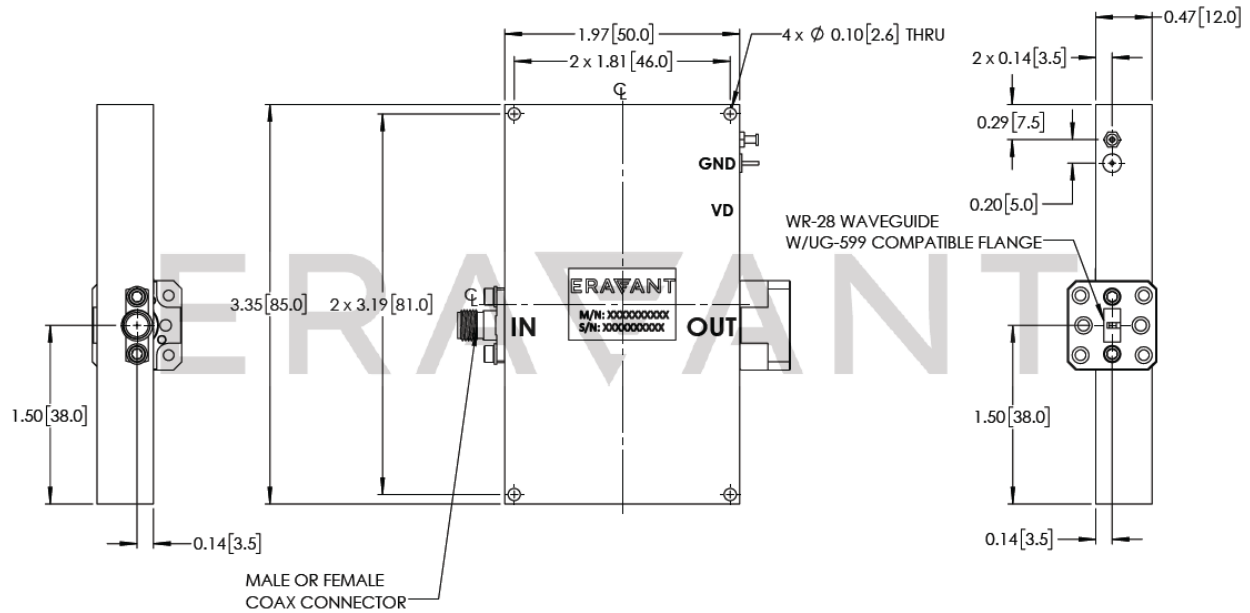 1.97[50.0]
4 x Ø 0.10[2.6] THRU
0.47[12.0]
2 x 1.81[46.0]
2 x 0.14[3.5]
℄
0.29[7.5]
GND
0.20[5.0]
VD
WR-28 WAVEGUIDE
W/UG-599 COMPATIBLE FLANGE
ERAVANT
3.35[85.0]
2 x 3.19[81.0]
℄
ERAVANT
M/N: XXXXXXXXXX
S/N: XXXXXXXXXX
IN
OUT
1.50[38.0]
1.50[38.0]
0.14[3.5]
0.14[3.5]
MALE OR FEMALE
COAX CONNECTOR